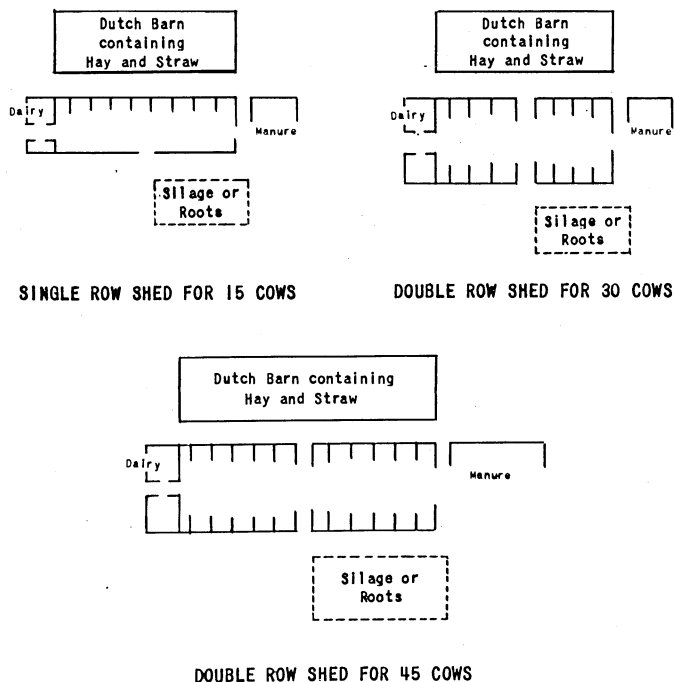 Dutch Barn
containing
Hay and Straw
Dairy
Manure
Silage or
Roots
SINGLE ROW SHED FOR 15 COWS
Dutch Barn
containing
Hay and Straw
Dairy
Manure
Silage or
Roots
DOUBLE ROW SHED FOR 30 COWS
Dutch Barn containing
Hay and Straw
Dairy
Manure
Silage or
Roots
DOUBLE ROW SHED FOR 45 COWS